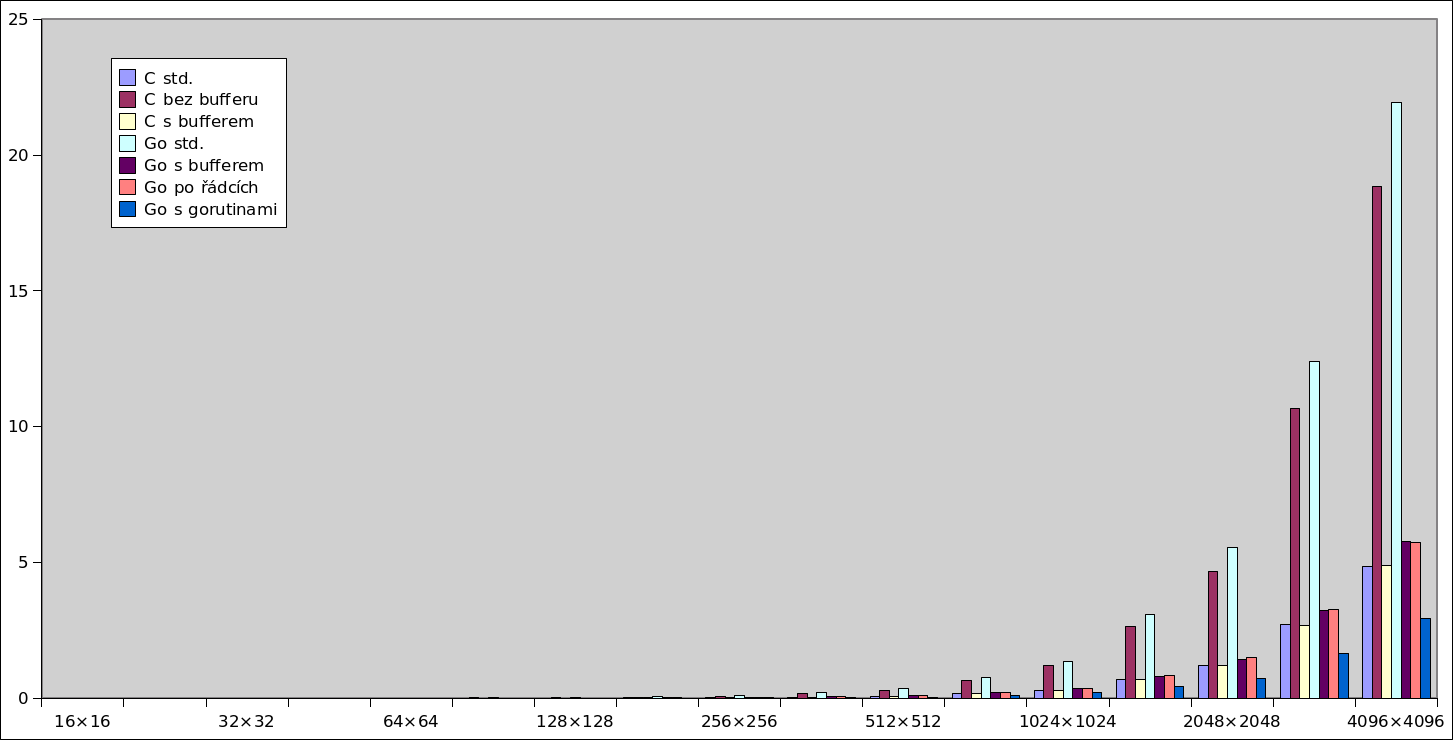 25
20
15
10
5
0
C std.
C bez bufferu
C s bufferem
Go std.
Go s bufferem
Go po řádcích
Go s gorutinami
16×16 32×32 64×64 128×128 256×256 512×512 1024×1024 2048×2048 4096×4096